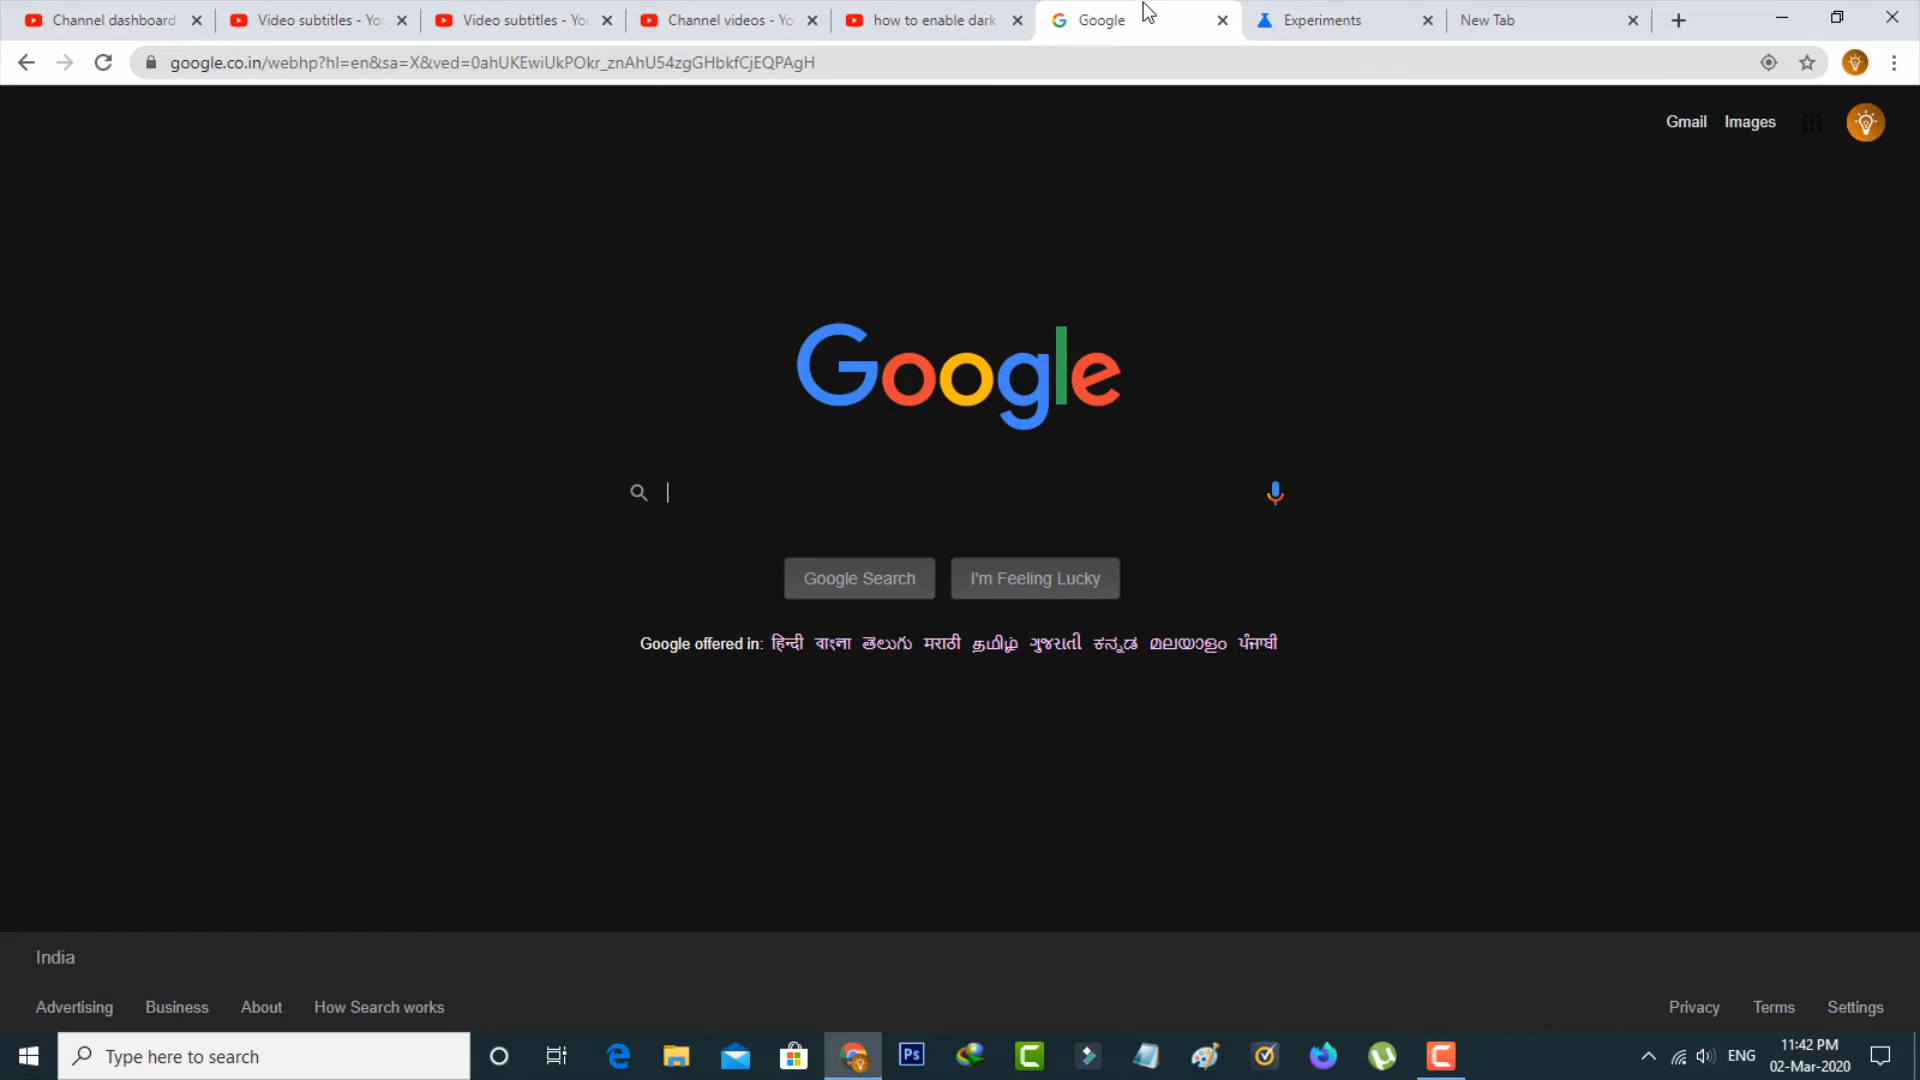 Channel dashboard
Video subtitles - You
Video subtitles - You
Channel videos - Yo
how to enable dark
Google
Experiments
New Tab
google.co.in/webhp?hl=en&sa=X&ved=0ahUKEwiUkPOkr_znAhU54zgGHbkfCjEQPAgH
Gmail Images
Google
Google Search I'm Feeling Lucky
Google offered in: हिन्दी বাংলা తెలుగు मराठी தமிழ் ગુજરાતી ಕನ್ನಡ മലയാളം ਪੰਜਾਬੀ
India
Advertising Business About How Search works Privacy Terms Settings
Type here to search
Ps
ENG
11:42 PM
02-Mar-2020